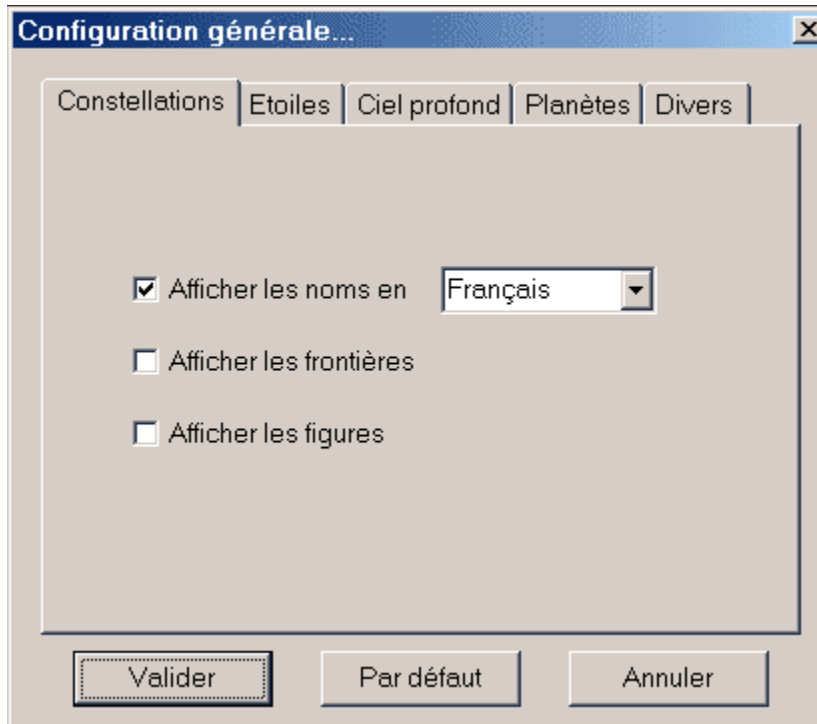 Configuration générale...
Constellations Etoiles Ciel profond Planètes Divers
Afficher les noms en Français
Afficher les frontières
Afficher les figures
Valider Par défaut Annuler